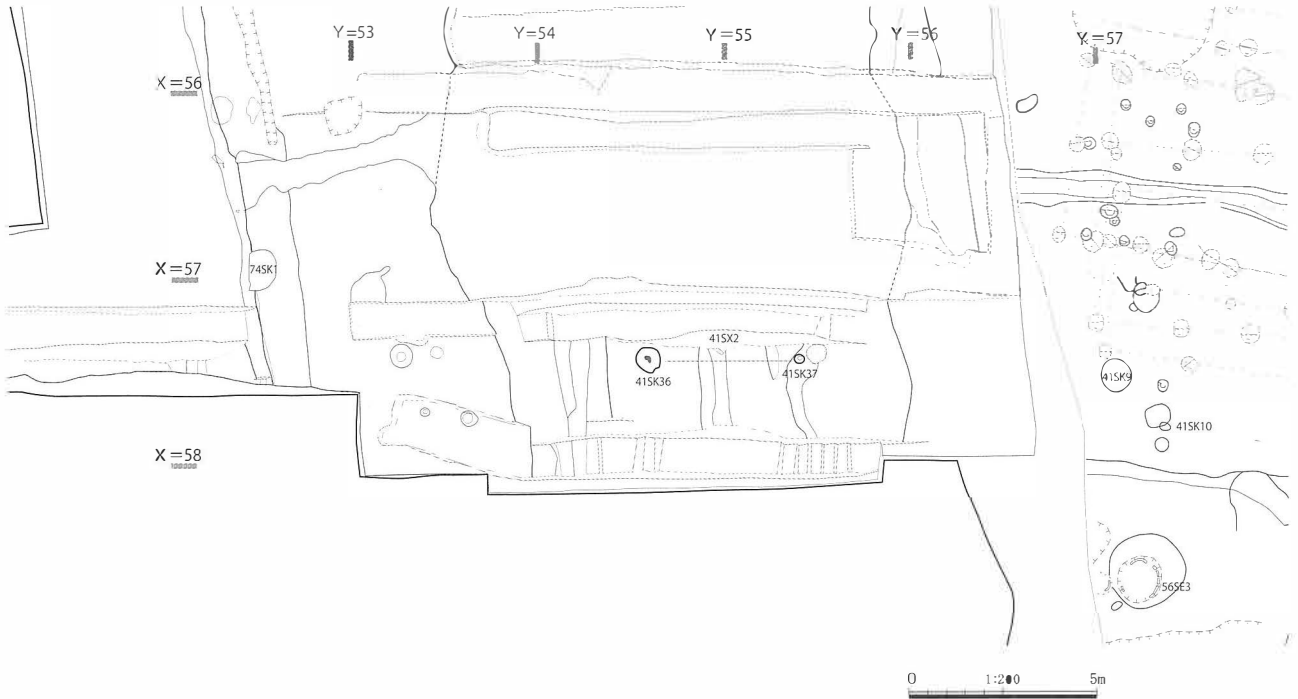 Y=53
Y=54
Y=55
Y=56
Y=57
X=56
X=57
74SK1
41SX2
41SK36
41SK37
41SK9
41SK10
X=58
56SE3
0 1:200 5m